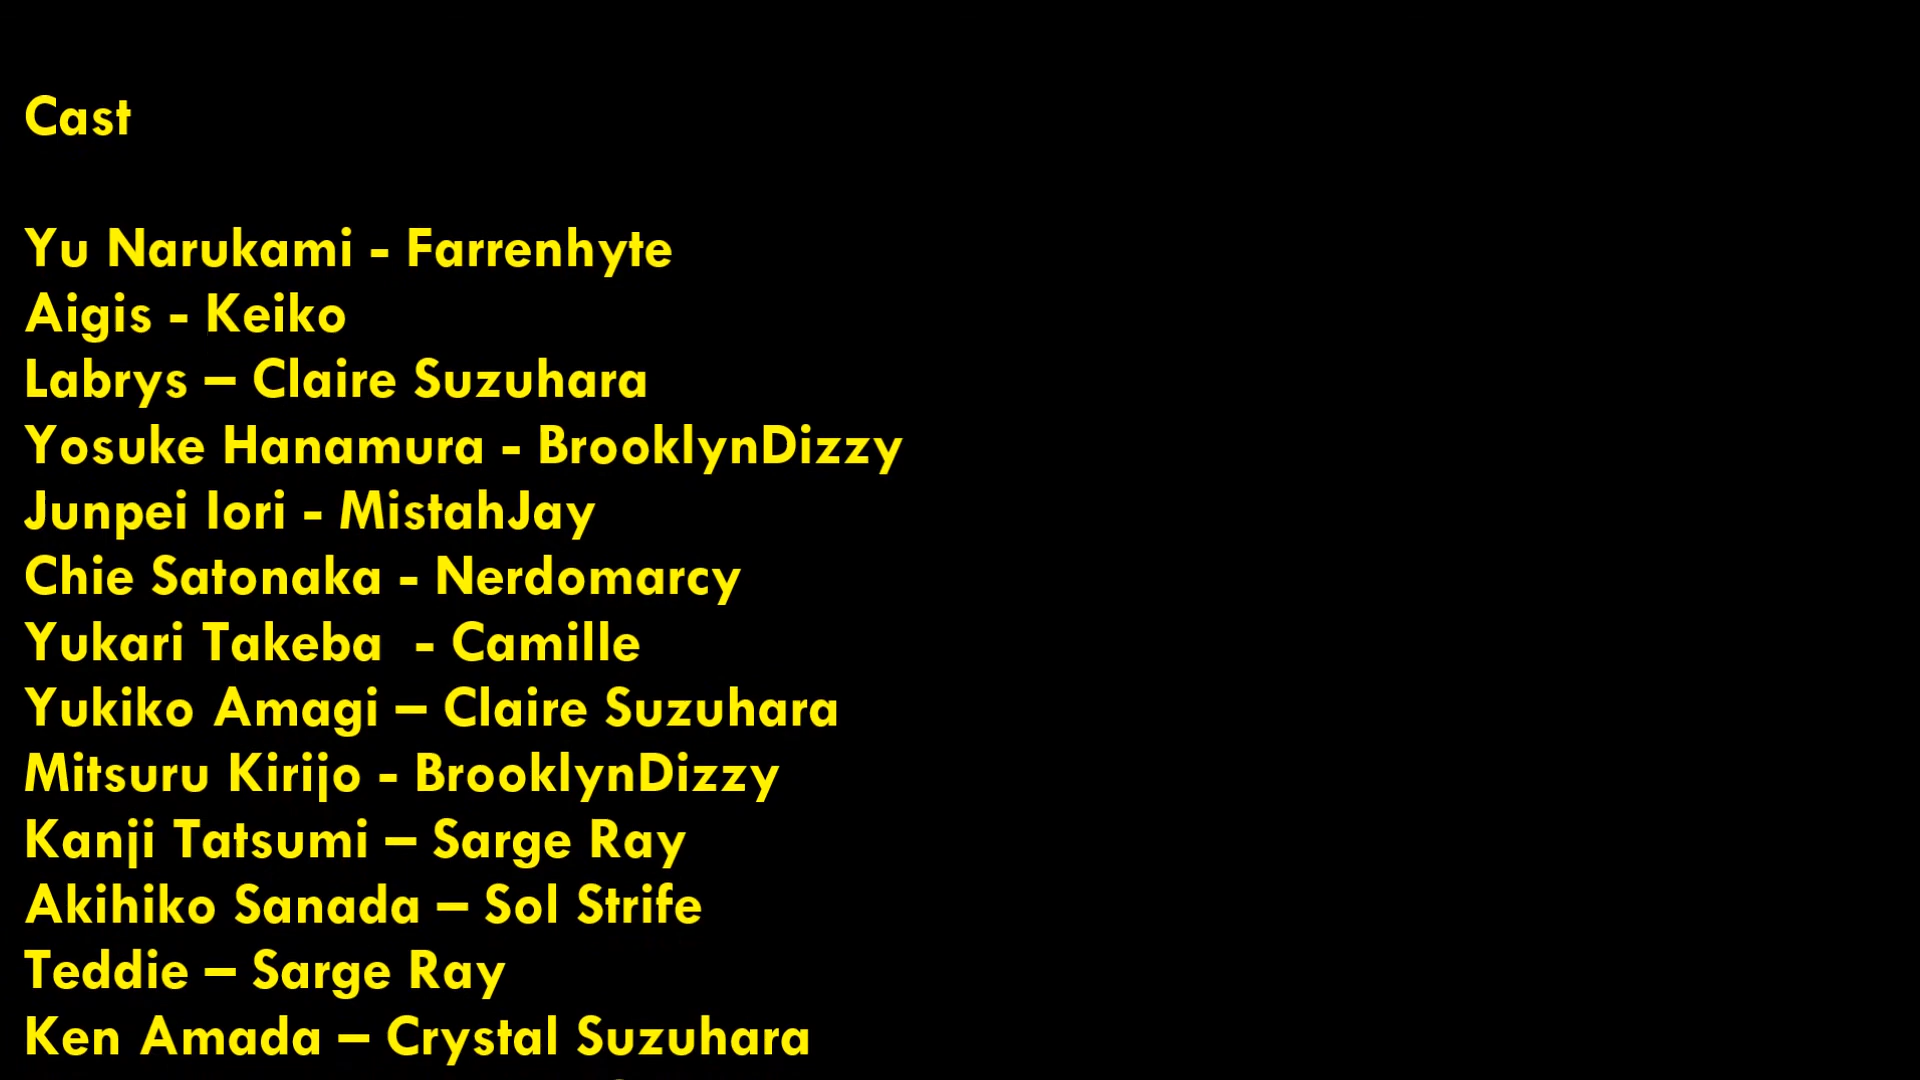 Cast
Yu Narukami - Farrenhyte
Aigis - Keiko
Labrys – Claire Suzuhara
Yosuke Hanamura - BrooklynDizzy
Junpei Iori - MistahJay
Chie Satonaka - Nerdomarcy
Yukari Takeba  - Camille
Yukiko Amagi – Claire Suzuhara
Mitsuru Kirijo - BrooklynDizzy
Kanji Tatsumi – Sarge Ray
Akihiko Sanada – Sol Strife
Teddie – Sarge Ray
Ken Amada – Crystal Suzuhara